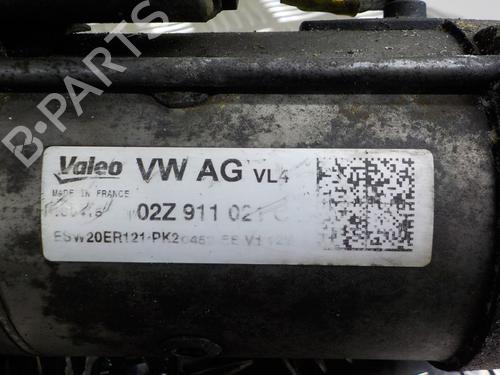 B-PARTS
Valeo VW AG VL4
MADE IN FRANCE
02Z 911 021
ESW20ER121-PK2